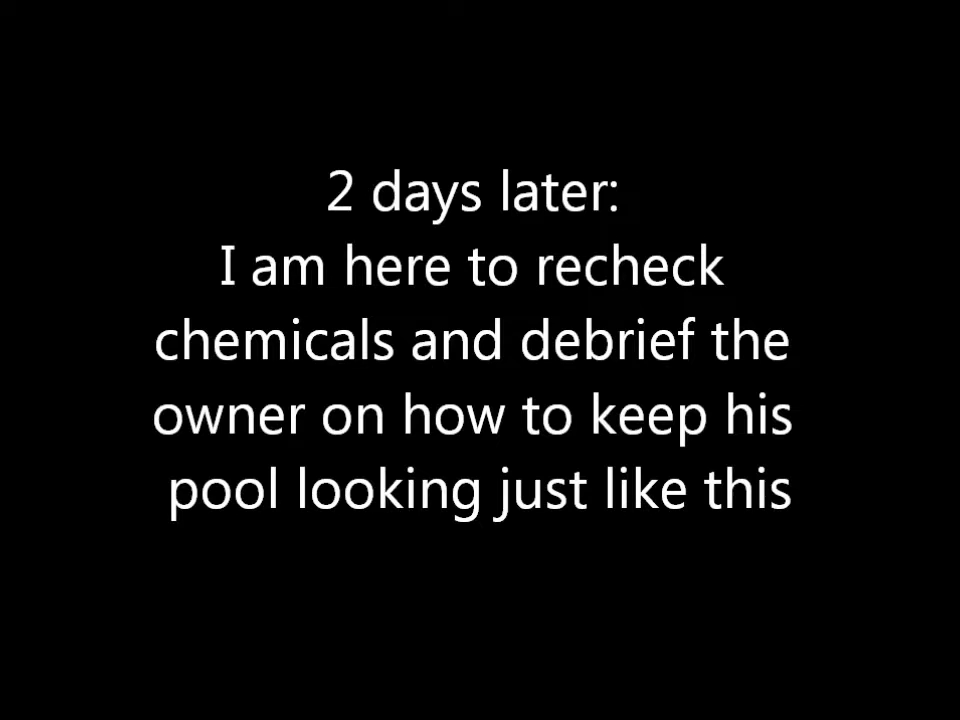 2 days later:
I am here to recheck
chemicals and debrief the
owner on how to keep his
pool looking just like this